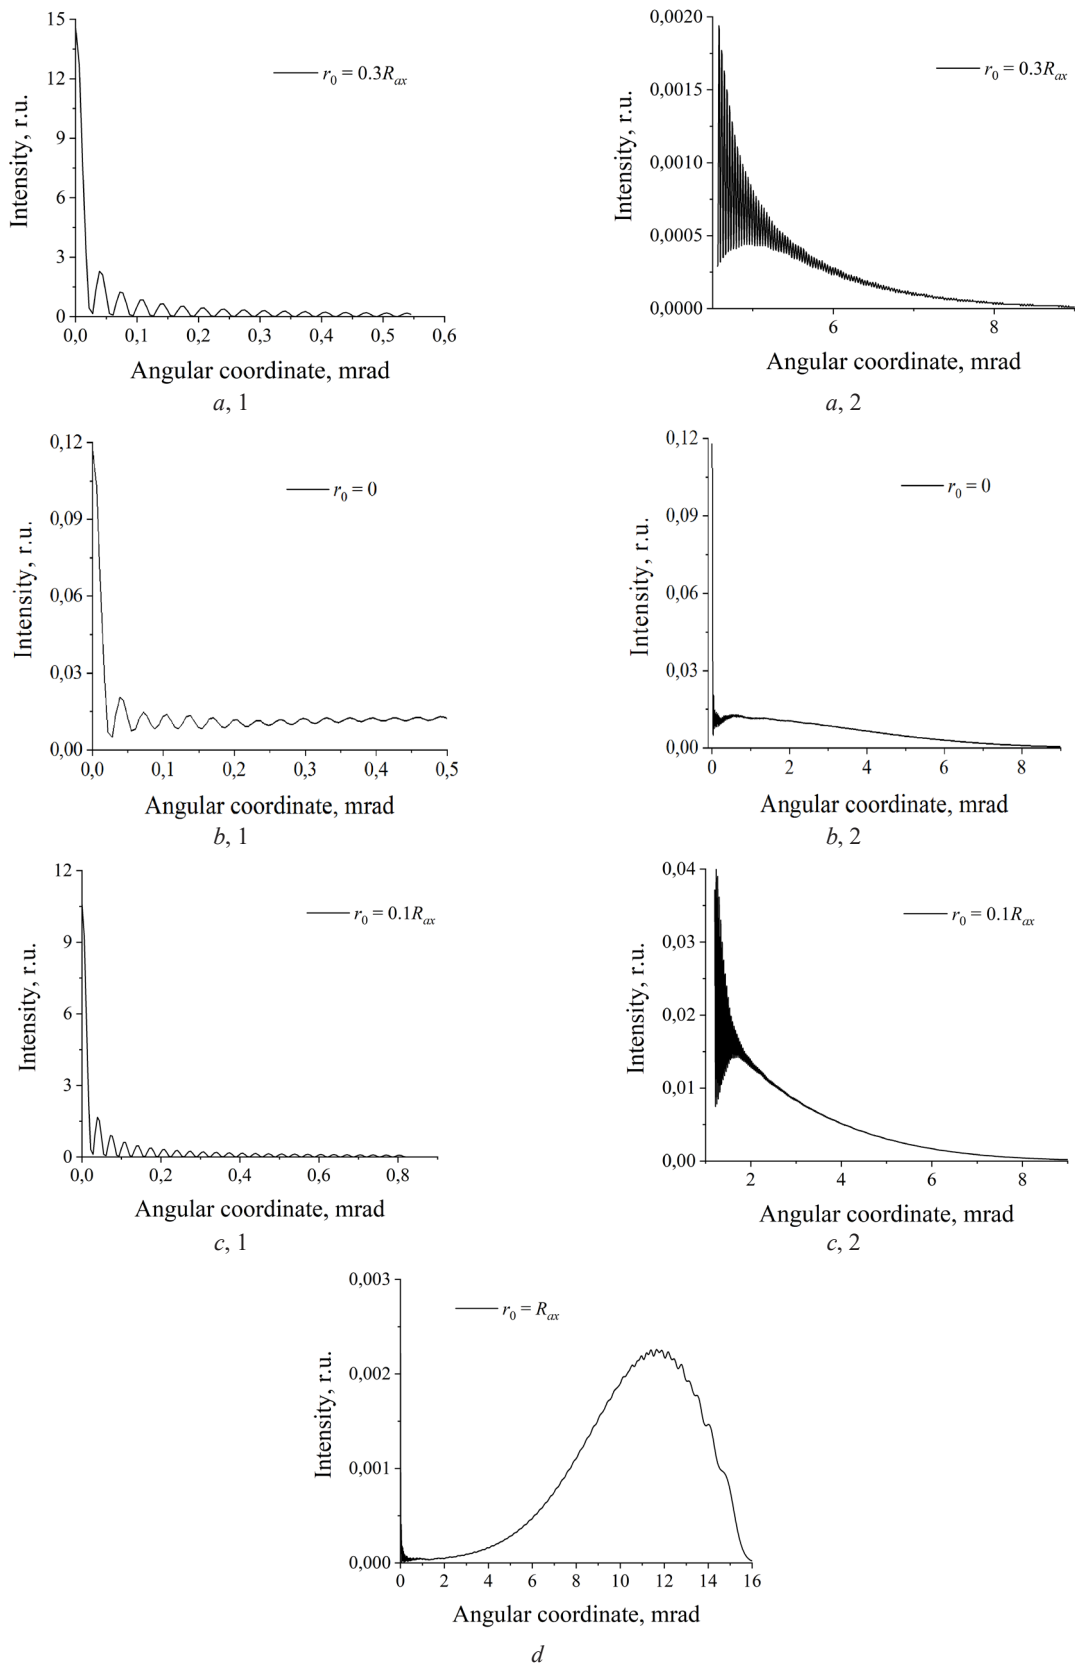 15
12
9
6
3
0
0,0 0,1 0,2 0,3 0,4 0,5 0,6
Intensity, r.u.
r0 = 0.3Rax
Angular coordinate, mrad
a, 1
0,0020
0,0015
0,0010
0,0005
0,0000
6 8
Intensity, r.u.
r0 = 0.3Rax
Angular coordinate, mrad
a, 2
0,12
0,09
0,06
0,03
0,00
0,0 0,1 0,2 0,3 0,4 0,5
Intensity, r.u.
r0 = 0
Angular coordinate, mrad
b, 1
0,12
0,09
0,06
0,03
0,00
0 2 4 6 8
Intensity, r.u.
r0 = 0
Angular coordinate, mrad
b, 2
12
9
6
3
0
0,0 0,2 0,4 0,6 0,8
Intensity, r.u.
r0 = 0.1Rax
Angular coordinate, mrad
c, 1
0,04
0,03
0,02
0,01
0,00
2 4 6 8
Intensity, r.u.
r0 = 0.1Rax
Angular coordinate, mrad
c, 2
0,003
0,002
0,001
0,000
0 2 4 6 8 10 12 14 16
Intensity, r.u.
r0 = Rax
Angular coordinate, mrad
d